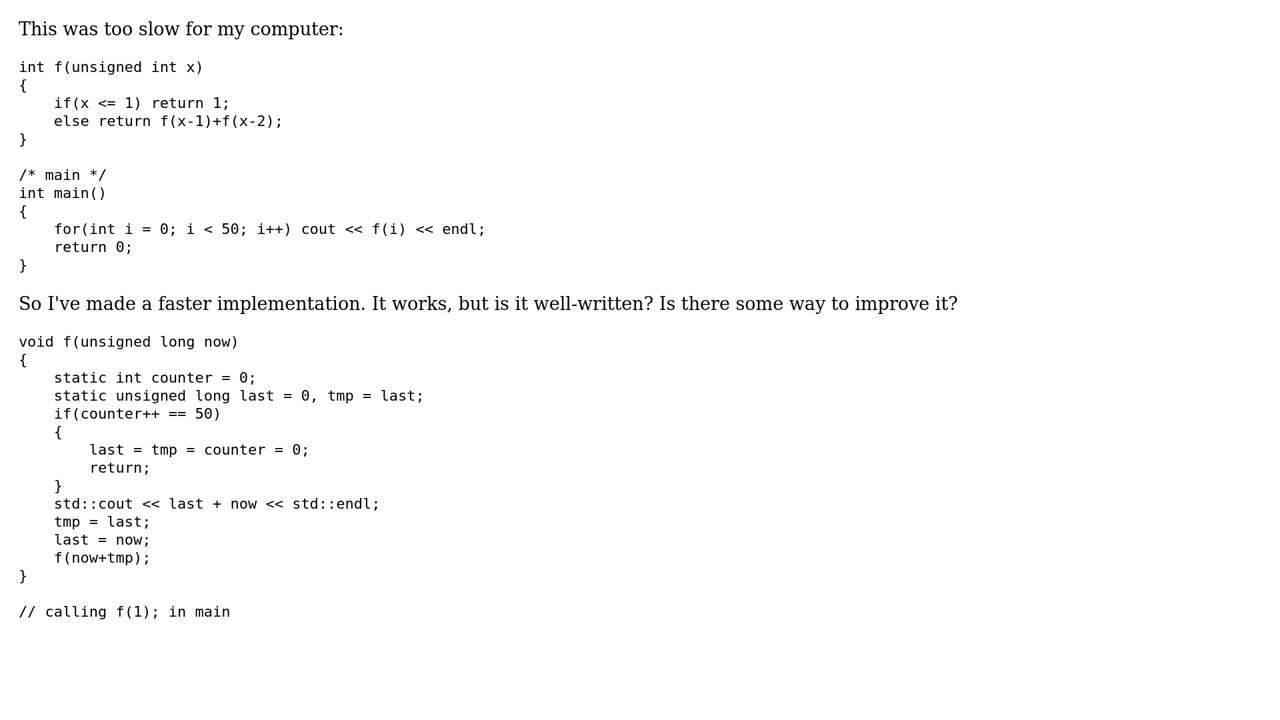 This was too slow for my computer:
int f(unsigned int x)
{
    if(x <= 1) return 1;
    else return f(x-1)+f(x-2);
}
/* main */
int main()
{
    for(int i = 0; i < 50; i++) cout << f(i) << endl;
    return 0;
}
So I've made a faster implementation. It works, but is it well-written? Is there some way to improve it?
void f(unsigned long now)
{
    static int counter = 0;
    static unsigned long last = 0, tmp = last;
    if(counter++ == 50)
    {
        last = tmp = counter = 0;
        return;
    }
    std::cout << last + now << std::endl;
    tmp = last;
    last = now;
    f(now+tmp);
}
// calling f(1); in main